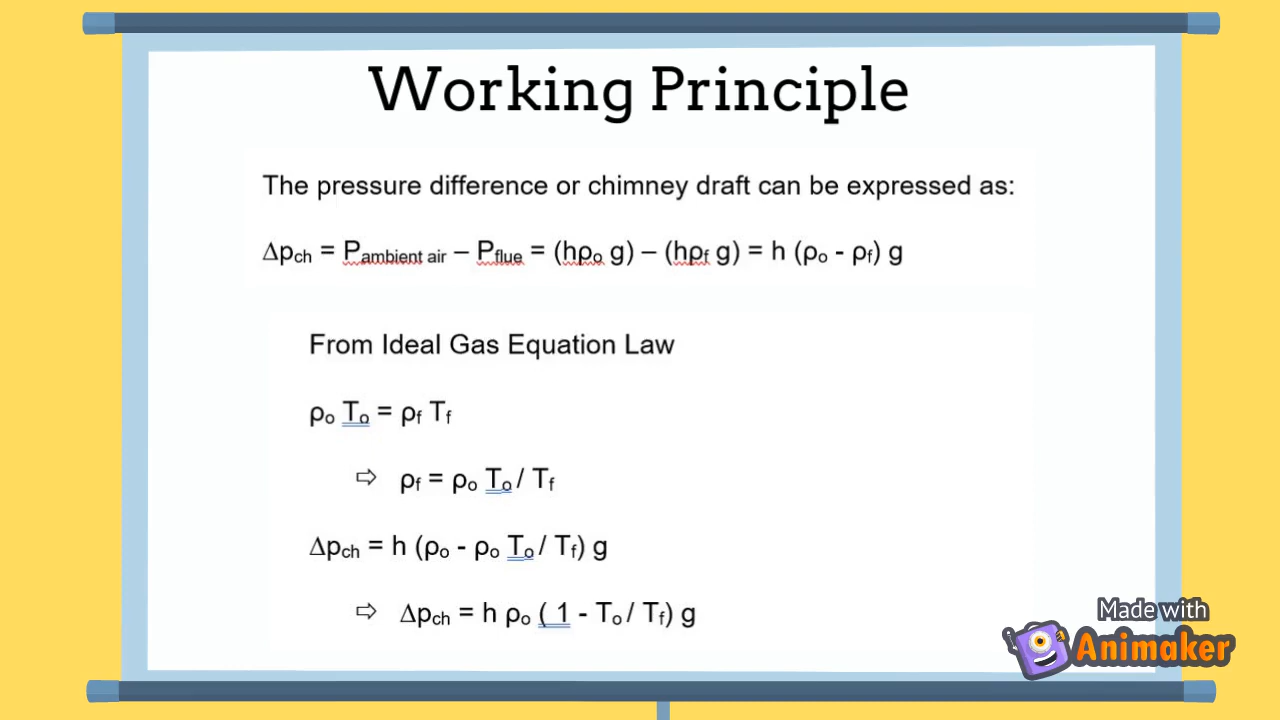 Working Principle
The pressure difference or chimney draft can be expressed as:
Δpch = Pambient air – Pflue = (hρo g) – (hρf g) = h (ρo - ρf) g
From Ideal Gas Equation Law
ρo To = ρf Tf
⇨ ρf = ρo To / Tf
Δpch = h (ρo - ρo To / Tf) g
⇨ Δpch = h ρo ( 1 - To / Tf) g
Made with
Animaker